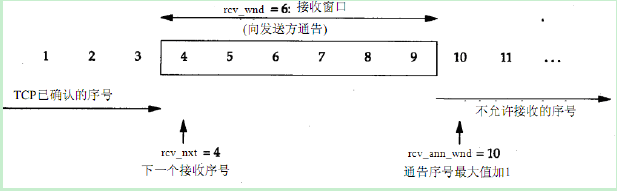 rcv_wnd = 6: 接收窗口
(向发送方通告)
1 2 3 4 5 6 7 8 9 10 11 ...
TCP已确认的序号
不允许接收的序号
rcv_nxt = 4
下一个接收序号
rcv_ann_wnd = 10
通告序号最大值加1